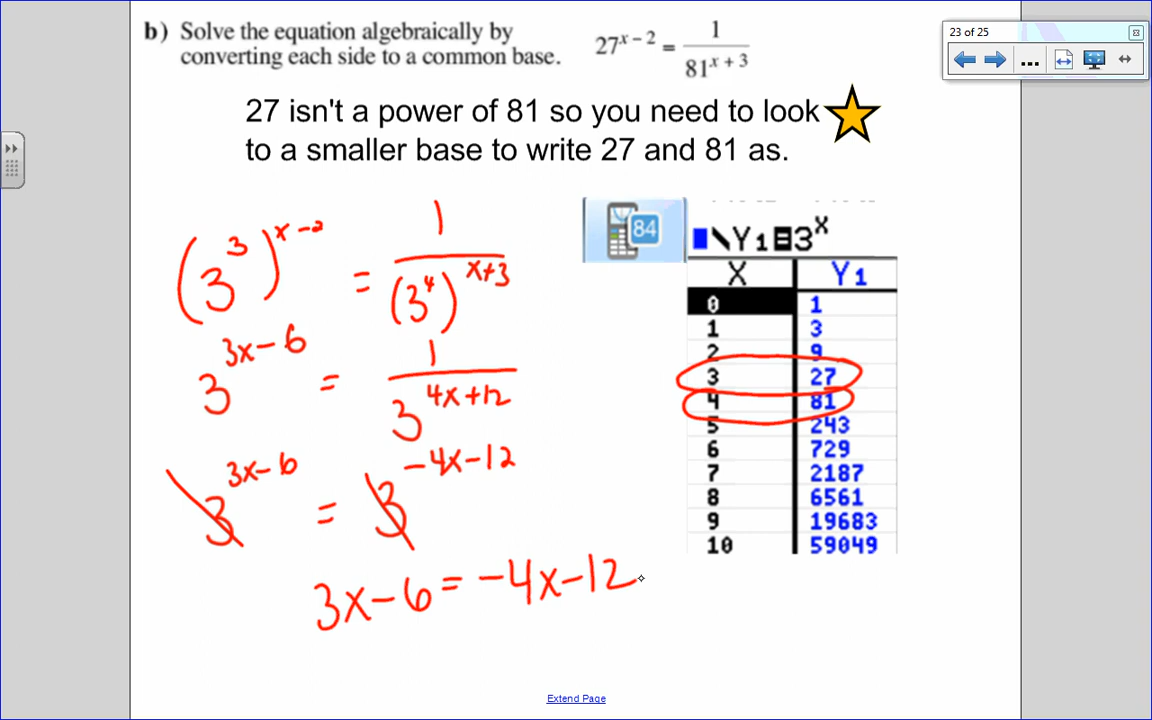 b) Solve the equation algebraically by converting each side to a common base. 27^(x – 2) = 1/81^(x + 3)
23 of 25
...
27 isn't a power of 81 so you need to look
to a smaller base to write 27 and 81 as.
(3^3)^(x-2) = 1/(3^4)^(x+3)
3^(3x-6) = 1/3^(4x+12)
3^(3x-6) = 3^(-4x-12)
3x-6 = -4x-12
84
\Y1=3^X
X Y1
0 1
1 3
2 9
3 27
4 81
5 243
6 729
7 2187
8 6561
9 19683
10 59049
Extend Page